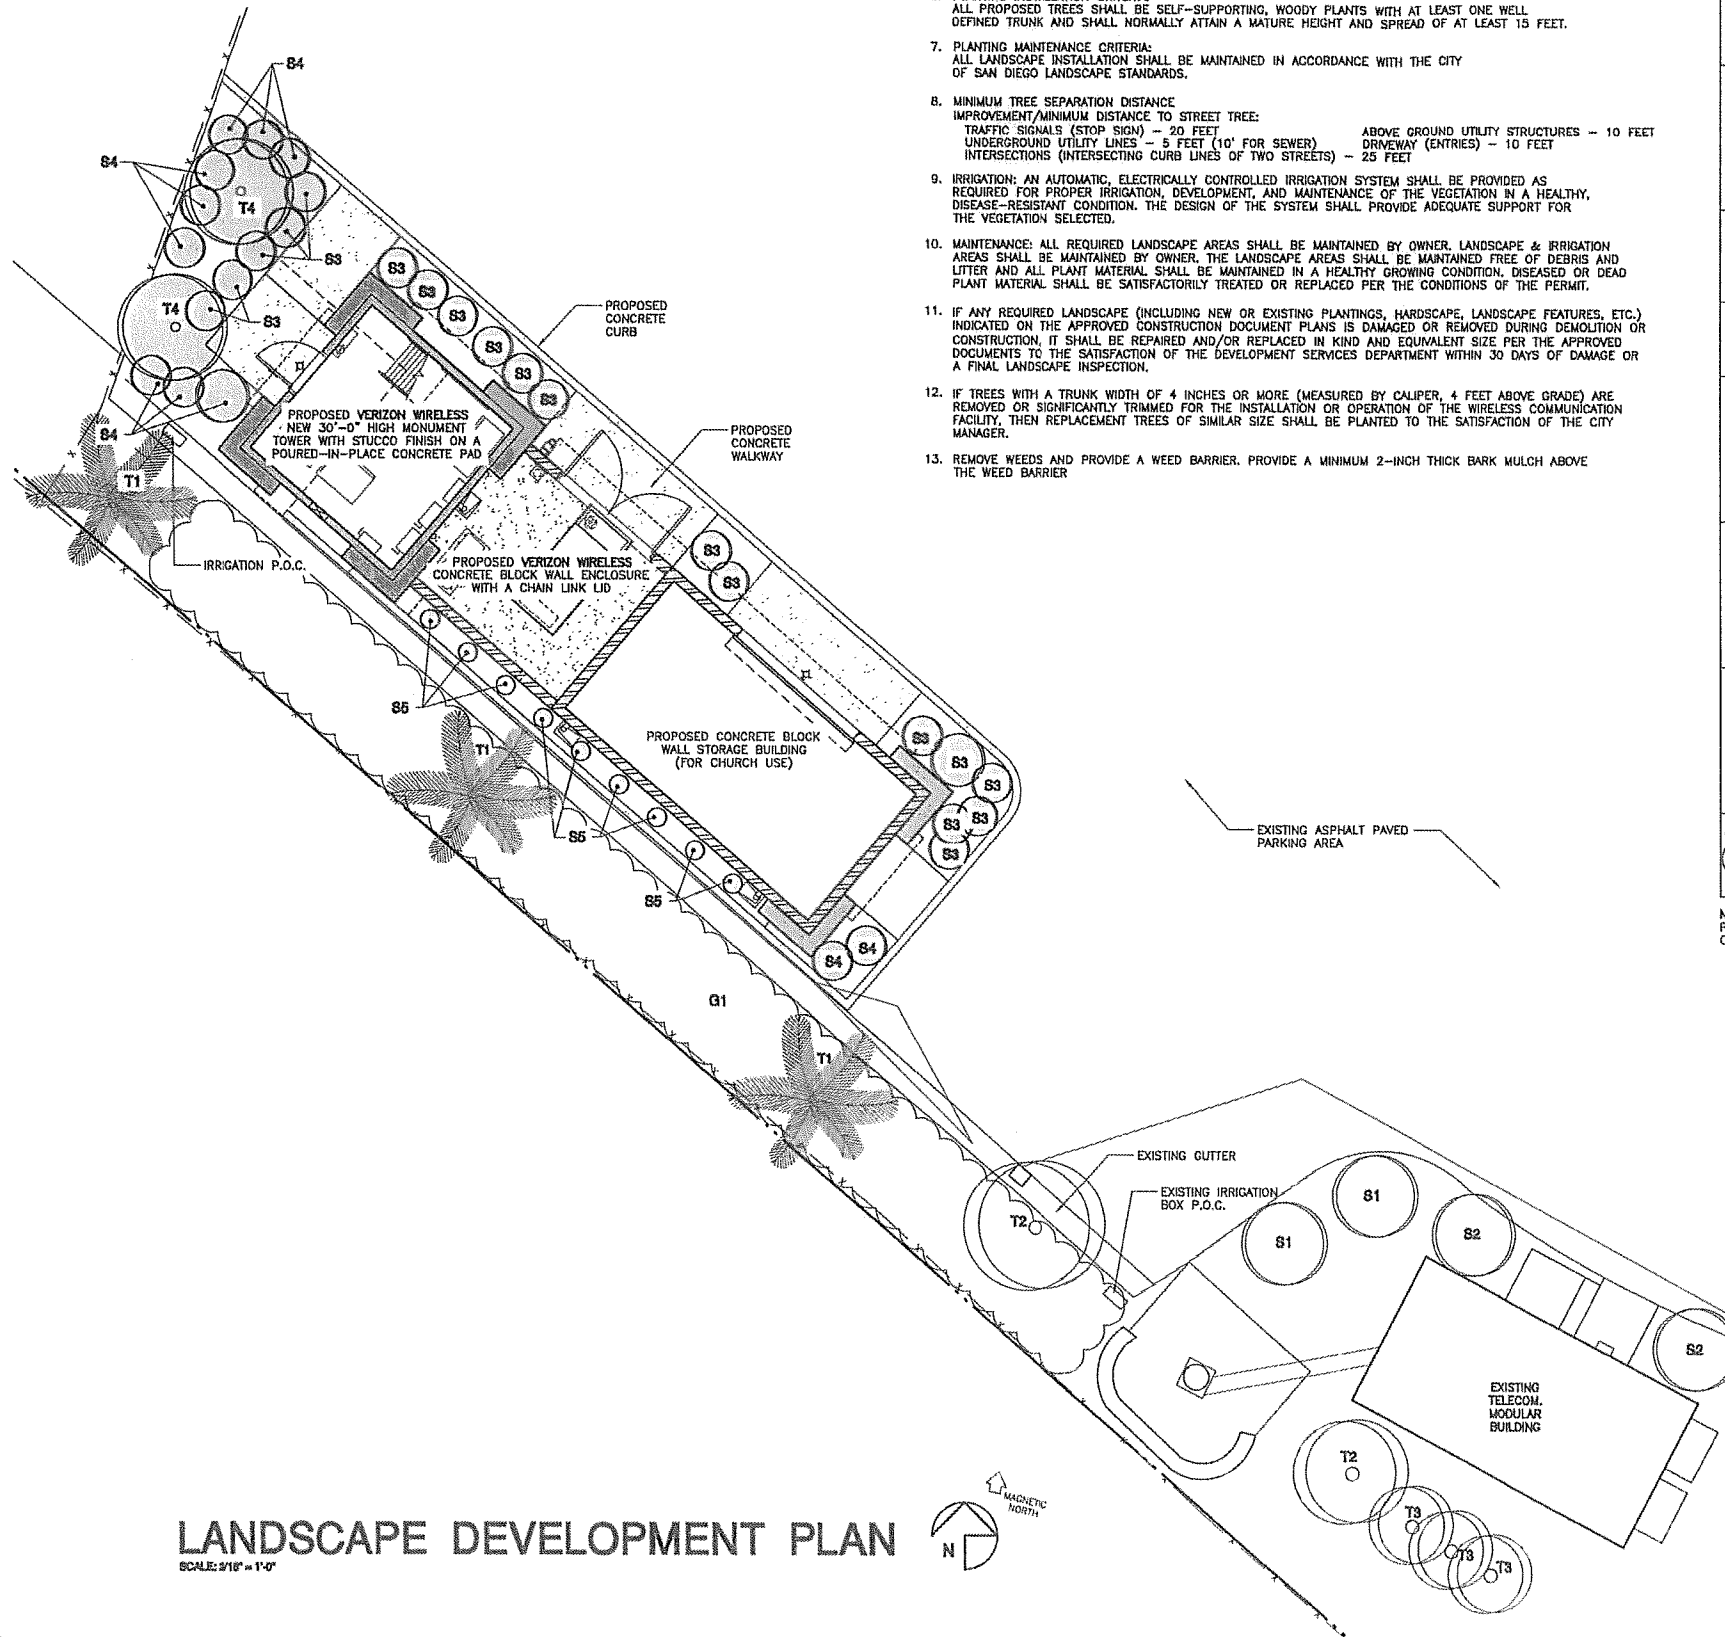 ALL PROPOSED TREES SHALL BE SELF-SUPPORTING, WOODY PLANTS WITH AT LEAST ONE WELL
DEFINED TRUNK AND SHALL NORMALLY ATTAIN A MATURE HEIGHT AND SPREAD OF AT LEAST 15 FEET.
7. PLANTING MAINTENANCE CRITERIA:
ALL LANDSCAPE INSTALLATION SHALL BE MAINTAINED IN ACCORDANCE WITH THE CITY
OF SAN DIEGO LANDSCAPE STANDARDS.
8. MINIMUM TREE SEPARATION DISTANCE
IMPROVEMENT/MINIMUM DISTANCE TO STREET TREE:
TRAFFIC SIGNALS (STOP SIGN) - 20 FEET ABOVE GROUND UTILITY STRUCTURES - 10 FEET
UNDERGROUND UTILITY LINES - 5 FEET (10' FOR SEWER) DRIVEWAY (ENTRIES) - 10 FEET
INTERSECTIONS (INTERSECTING CURB LINES OF TWO STREETS) - 25 FEET
9. IRRIGATION: AN AUTOMATIC, ELECTRICALLY CONTROLLED IRRIGATION SYSTEM SHALL BE PROVIDED AS
REQUIRED FOR PROPER IRRIGATION, DEVELOPMENT, AND MAINTENANCE OF THE VEGETATION IN A HEALTHY,
DISEASE-RESISTANT CONDITION. THE DESIGN OF THE SYSTEM SHALL PROVIDE ADEQUATE SUPPORT FOR
THE VEGETATION SELECTED.
10. MAINTENANCE: ALL REQUIRED LANDSCAPE AREAS SHALL BE MAINTAINED BY OWNER. LANDSCAPE & IRRIGATION
AREAS SHALL BE MAINTAINED BY OWNER. THE LANDSCAPE AREAS SHALL BE MAINTAINED FREE OF DEBRIS AND
LITTER AND ALL PLANT MATERIAL SHALL BE MAINTAINED IN A HEALTHY GROWING CONDITION. DISEASED OR DEAD
PLANT MATERIAL SHALL BE SATISFACTORILY TREATED OR REPLACED PER THE CONDITIONS OF THE PERMIT.
11. IF ANY REQUIRED LANDSCAPE (INCLUDING NEW OR EXISTING PLANTINGS, HARDSCAPE, LANDSCAPE FEATURES, ETC.)
INDICATED ON THE APPROVED CONSTRUCTION DOCUMENT PLANS IS DAMAGED OR REMOVED DURING DEMOLITION OR
CONSTRUCTION, IT SHALL BE REPAIRED AND/OR REPLACED IN KIND AND EQUIVALENT SIZE PER THE APPROVED
DOCUMENTS TO THE SATISFACTION OF THE DEVELOPMENT SERVICES DEPARTMENT WITHIN 30 DAYS OF DAMAGE OR
A FINAL LANDSCAPE INSPECTION.
12. IF TREES WITH A TRUNK WIDTH OF 4 INCHES OR MORE (MEASURED BY CALIPER, 4 FEET ABOVE GRADE) ARE
REMOVED OR SIGNIFICANTLY TRIMMED FOR THE INSTALLATION OR OPERATION OF THE WIRELESS COMMUNICATION
FACILITY, THEN REPLACEMENT TREES OF SIMILAR SIZE SHALL BE PLANTED TO THE SATISFACTION OF THE CITY
MANAGER.
13. REMOVE WEEDS AND PROVIDE A WEED BARRIER. PROVIDE A MINIMUM 2-INCH THICK BARK MULCH ABOVE
THE WEED BARRIER
S4
S4
T4
S3
S3
S3
S3
S3
S3
S3
T4
S3
PROPOSED
CONCRETE
CURB
S4
T1
PROPOSED VERIZON WIRELESS
NEW 30'-0" HIGH MONUMENT
TOWER WITH STUCCO FINISH ON A
POURED-IN-PLACE CONCRETE PAD
PROPOSED
CONCRETE
WALKWAY
IRRIGATION P.O.C.
PROPOSED VERIZON WIRELESS
CONCRETE BLOCK WALL ENCLOSURE
WITH A CHAIN LINK LID
S3
S3
S5
T1
PROPOSED CONCRETE BLOCK
WALL STORAGE BUILDING
(FOR CHURCH USE)
S3
S3
S3
S3
S3
S3
S5
S5
S4
S4
EXISTING ASPHALT PAVED
PARKING AREA
G1
T1
EXISTING GUTTER
EXISTING IRRIGATION
BOX P.O.C.
T2
S1
S1
S2
S2
EXISTING
TELECOM.
MODULAR
BUILDING
T2
T3
T3
T3
LANDSCAPE DEVELOPMENT PLAN
SCALE: 3/16" = 1'-0"
N
MAGNETIC
NORTH